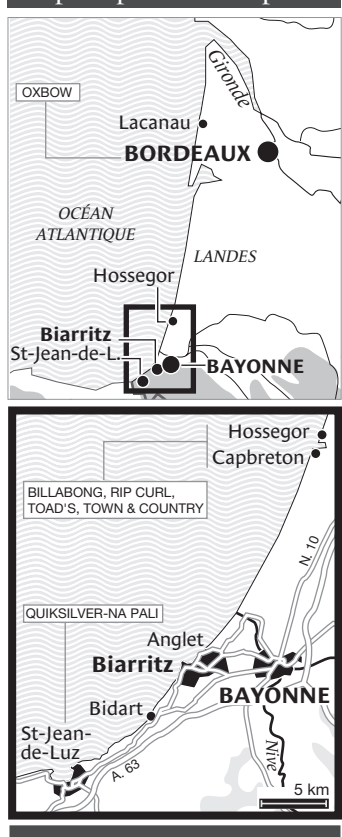 OXBOW
Gironde
Lacanau
BORDEAUX
OCÉAN
ATLANTIQUE
LANDES
Hossegor
Biarritz
St-Jean-de-L.
BAYONNE
Hossegor
Capbreton
BILLABONG, RIP CURL,
TOAD'S, TOWN & COUNTRY
N. 10
QUIKSILVER-NA PALI
Anglet
Biarritz
BAYONNE
Bidart
St-Jean-
de-Luz
A. 63
Nive
5 km